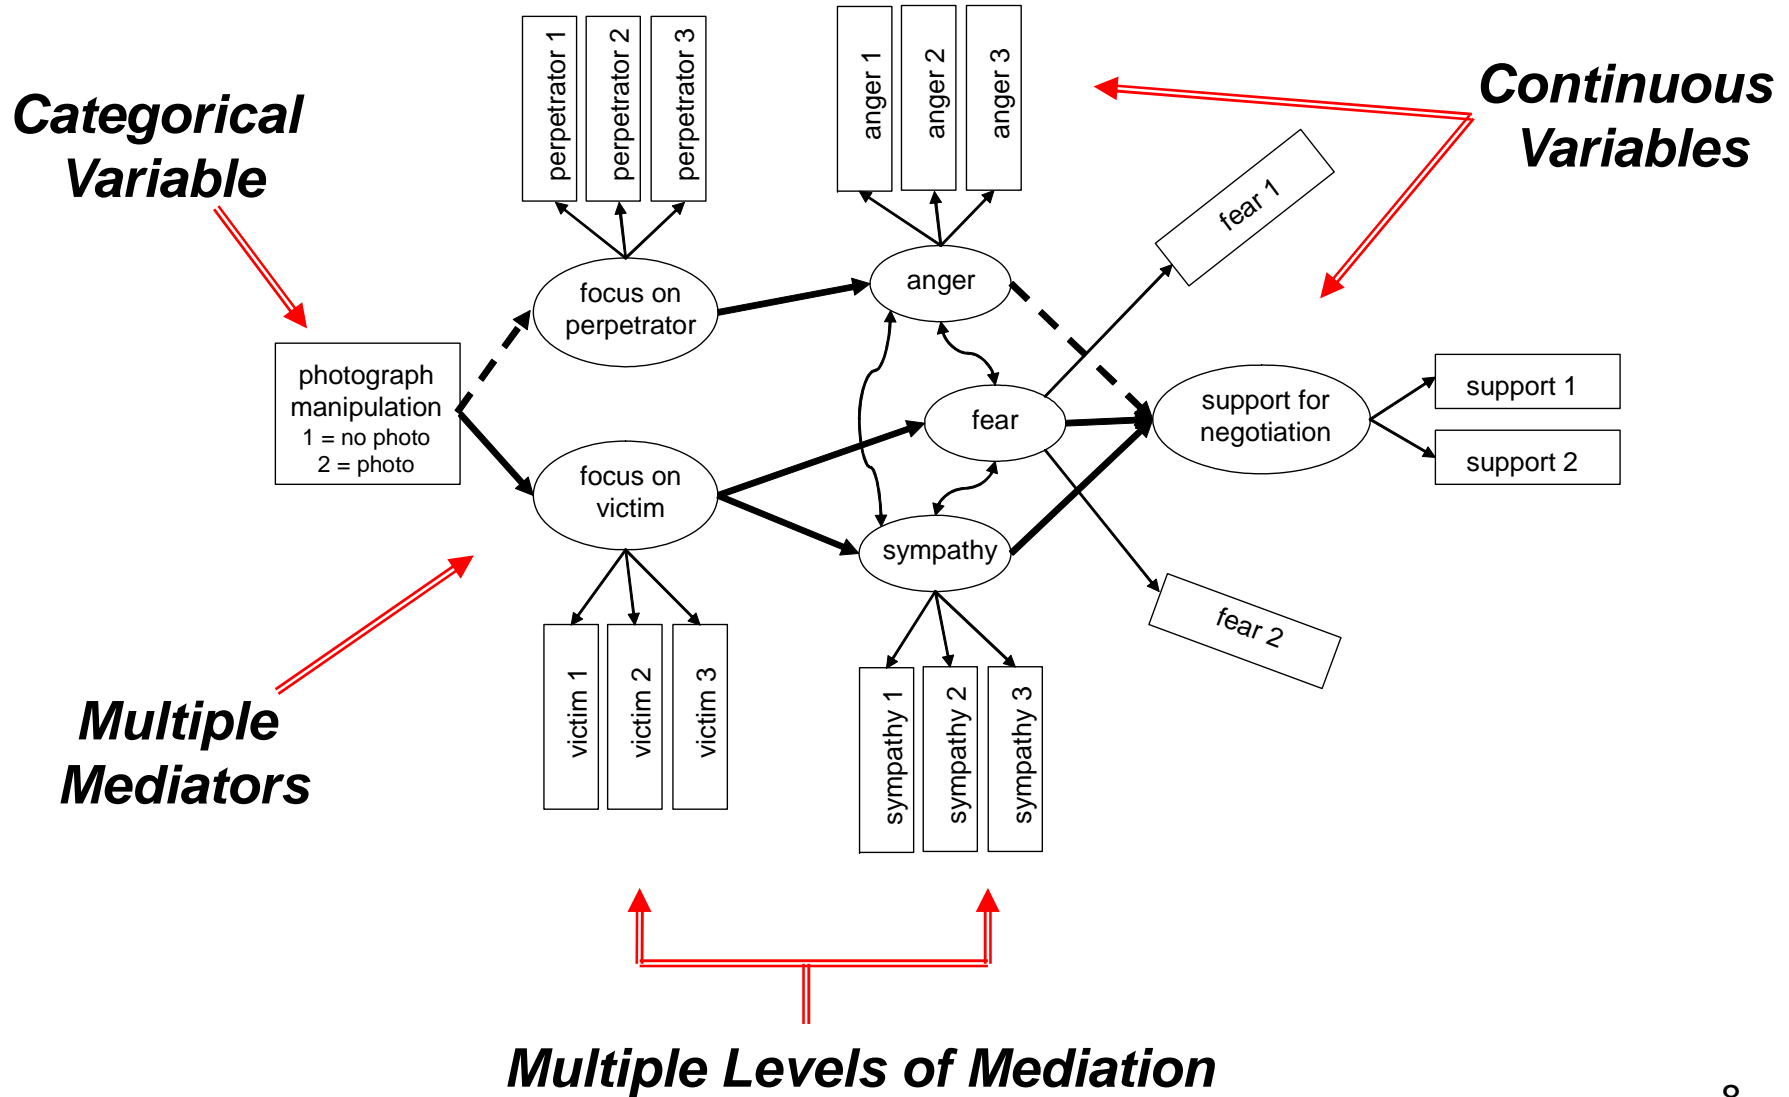 Categorical
Variable
perpetrator 1
perpetrator 2
perpetrator 3
anger 1
anger 2
anger 3
Continuous
Variables
fear 1
focus on
perpetrator
anger
photograph
manipulation
1 = no photo
2 = photo
fear
support for
negotiation
support 1
support 2
focus on
victim
sympathy
fear 2
Multiple
Mediators
victim 1
victim 2
victim 3
sympathy 1
sympathy 2
sympathy 3
Multiple Levels of Mediation